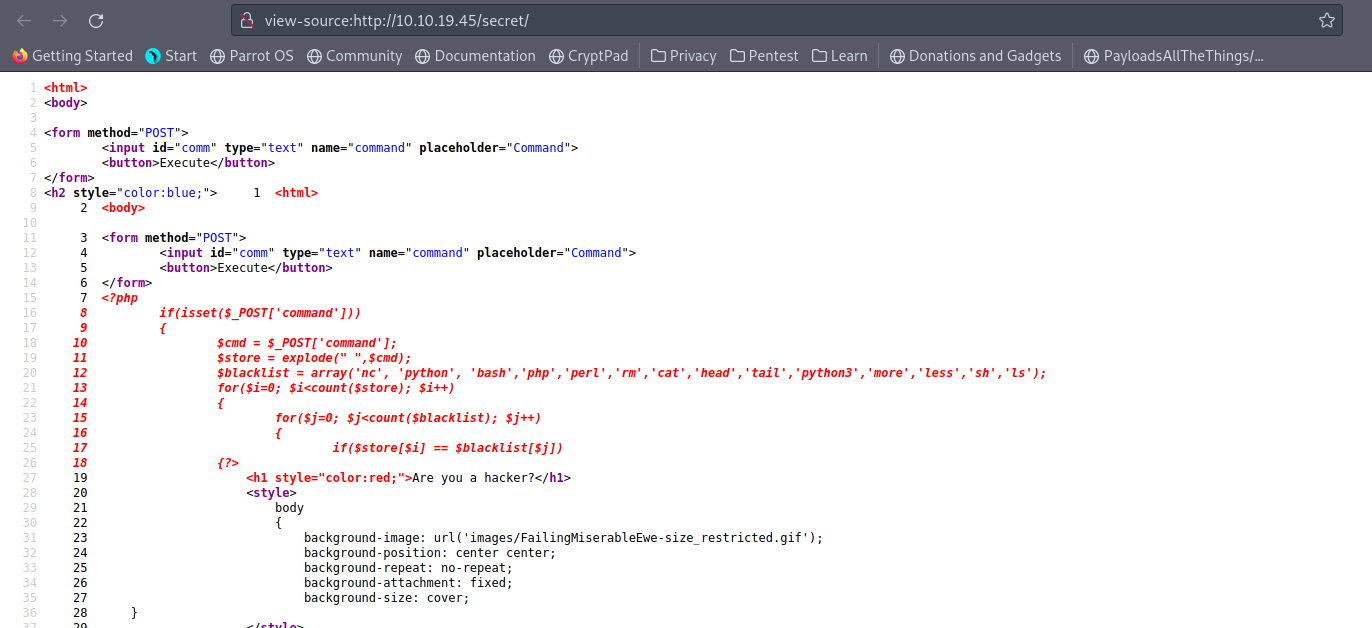 view-source:http://10.10.19.45/secret/
Getting Started Start Parrot OS Community Documentation CryptPad Privacy Pentest Learn Donations and Gadgets PayloadsAllTheThings/…
1 <html>
2 <body>
3
4 <form method="POST">
5 <input id="comm" type="text" name="command" placeholder="Command">
6 <button>Execute</button>
7 </form>
8 <h2 style="color:blue;"> 1 <html>
9 2 <body>
10
11 3 <form method="POST">
12 4 <input id="comm" type="text" name="command" placeholder="Command">
13 5 <button>Execute</button>
14 6 </form>
15 7 <?php
16 8 if(isset($_POST['command']))
17 9 {
18 10 $cmd = $_POST['command'];
19 11 $store = explode(" ",$cmd);
20 12 $blacklist = array('nc', 'python', 'bash','php','perl','rm','cat','head','tail','python3','more','less','sh','ls');
21 13 for($i=0; $i<count($store); $i++)
22 14 {
23 15 for($j=0; $j<count($blacklist); $j++)
24 16 {
25 17 if($store[$i] == $blacklist[$j])
26 18 {?>
27 19 <h1 style="color:red;">Are you a hacker?</h1>
28 20 <style>
29 21 body
30 22 {
31 23 background-image: url('images/FailingMiserableEwe-size_restricted.gif');
32 24 background-position: center center;
33 25 background-repeat: no-repeat;
34 26 background-attachment: fixed;
35 27 background-size: cover;
36 28 }
37 29 </style>